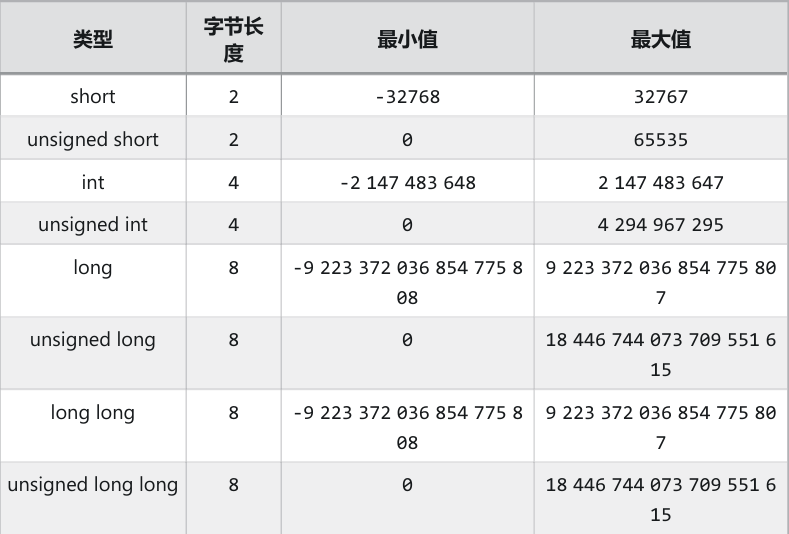 类型 字节长度 最小值 最大值
short 2 -32768 32767
unsigned short 2 0 65535
int 4 -2 147 483 648 2 147 483 647
unsigned int 4 0 4 294 967 295
long 8 -9 223 372 036 854 775 808 9 223 372 036 854 775 807
unsigned long 8 0 18 446 744 073 709 551 615
long long 8 -9 223 372 036 854 775 808 9 223 372 036 854 775 807
unsigned long long 8 0 18 446 744 073 709 551 615